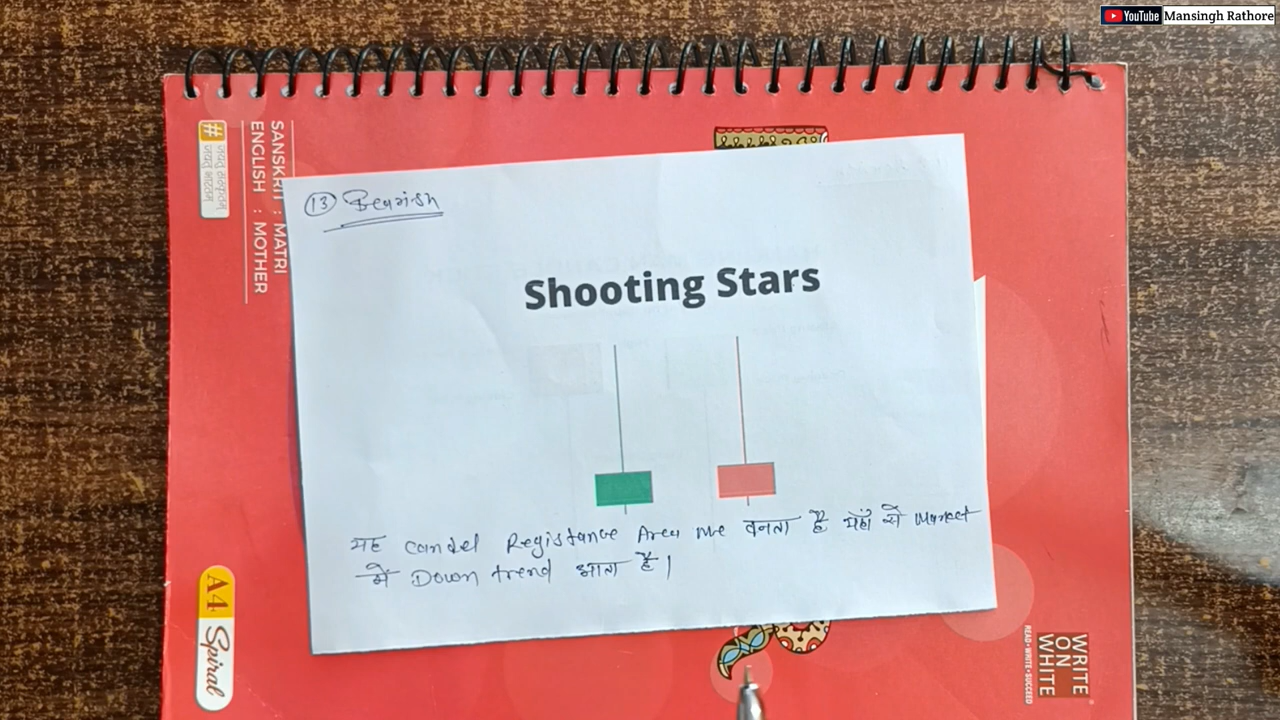 YouTube Mansingh Rathore
SANSKRIT : MATRI
ENGLISH : MOTHER
#
13 Bearish
Shooting Stars
यह Candel Registance Area me बनता है यहाँ से Market
में Down trend आता है।
A4
Spiral
WRITE
ON
WHITE
READ • WRITE • SUCCEED